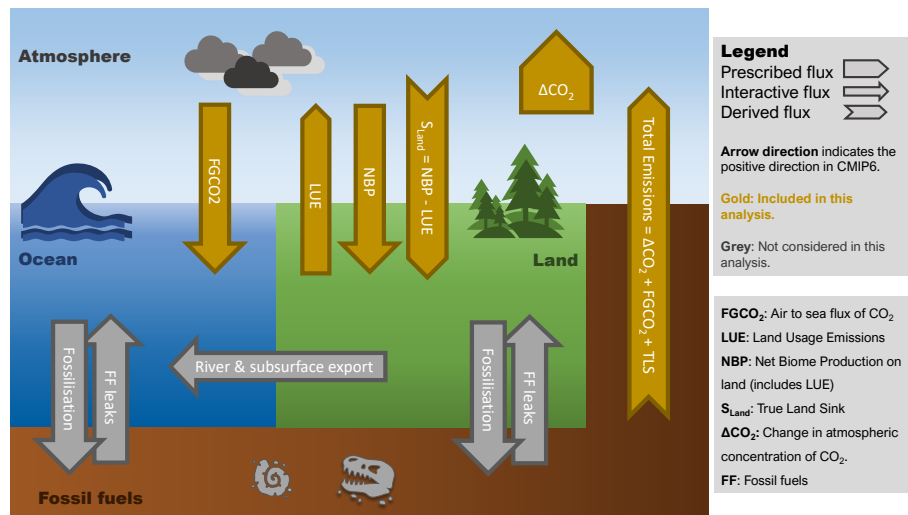 Atmosphere
ΔCO₂
FGCO2
LUE
NBP
S_Land = NBP - LUE
Total Emissions = ΔCO₂ + FGCO₂ + TLS
Ocean
Land
Fossilisation
FF leaks
River & subsurface export
Fossilisation
FF leaks
Fossil fuels
Legend
Prescribed flux
Interactive flux
Derived flux
Arrow direction indicates the
positive direction in CMIP6.
Gold: Included in this
analysis.
Grey: Not considered in this
analysis.
FGCO₂: Air to sea flux of CO₂
LUE: Land Usage Emissions
NBP: Net Biome Production on
land (includes LUE)
S_Land: True Land Sink
ΔCO₂: Change in atmospheric
concentration of CO₂.
FF: Fossil fuels